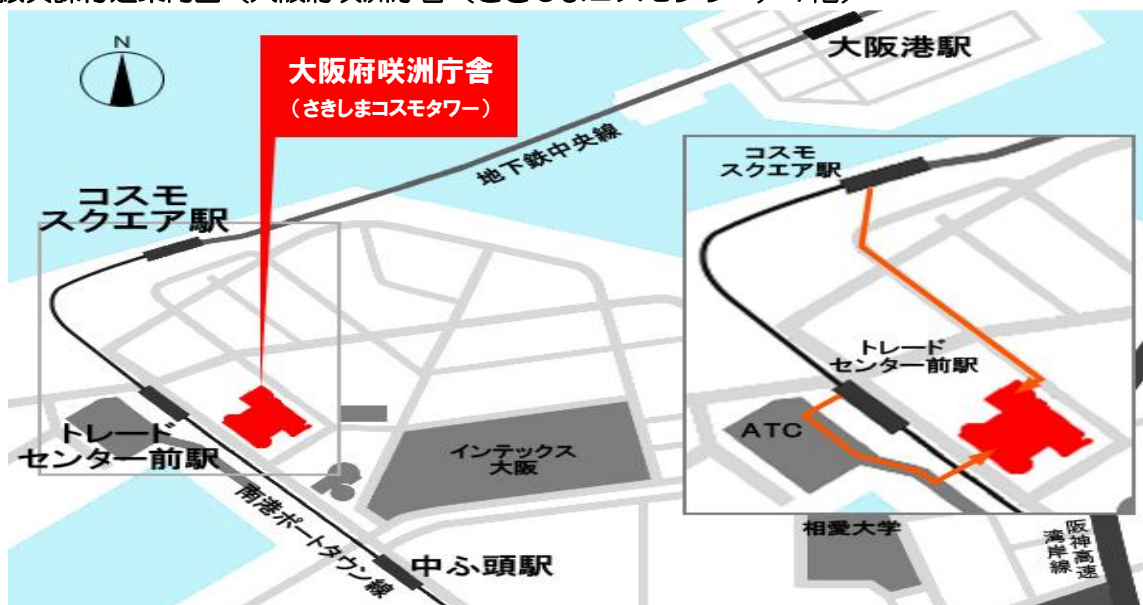 大阪府咲洲庁舎
(さきしまコスモタワー)
N
大阪港駅
地下鉄中央線
コスモ
スクエア駅
トレード
センター前駅
インテックス
大阪
南港ポートタウン線
中ふ頭駅
コスモ
スクエア駅
トレード
センター前駅
ATC
相愛大学
阪神高速
湾岸線